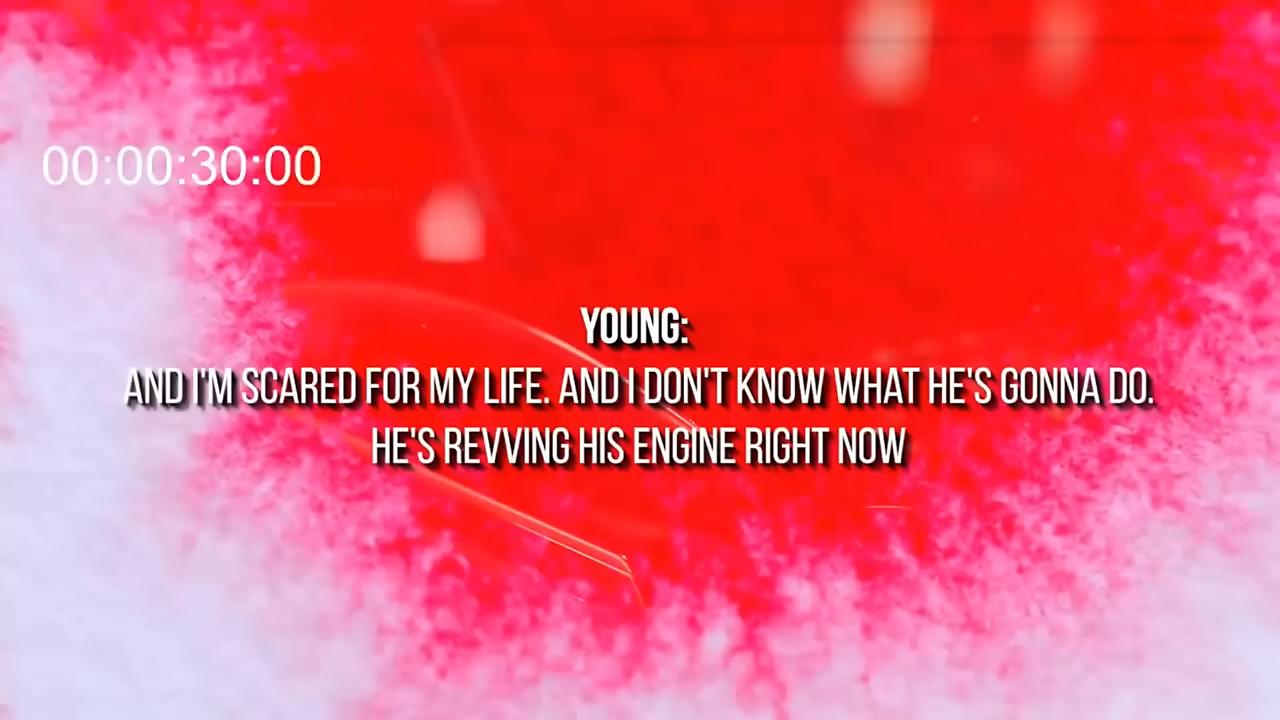 00:00:30:00
YOUNG:
AND I'M SCARED FOR MY LIFE. AND I DON'T KNOW WHAT HE'S GONNA DO.
HE'S REVVING HIS ENGINE RIGHT NOW